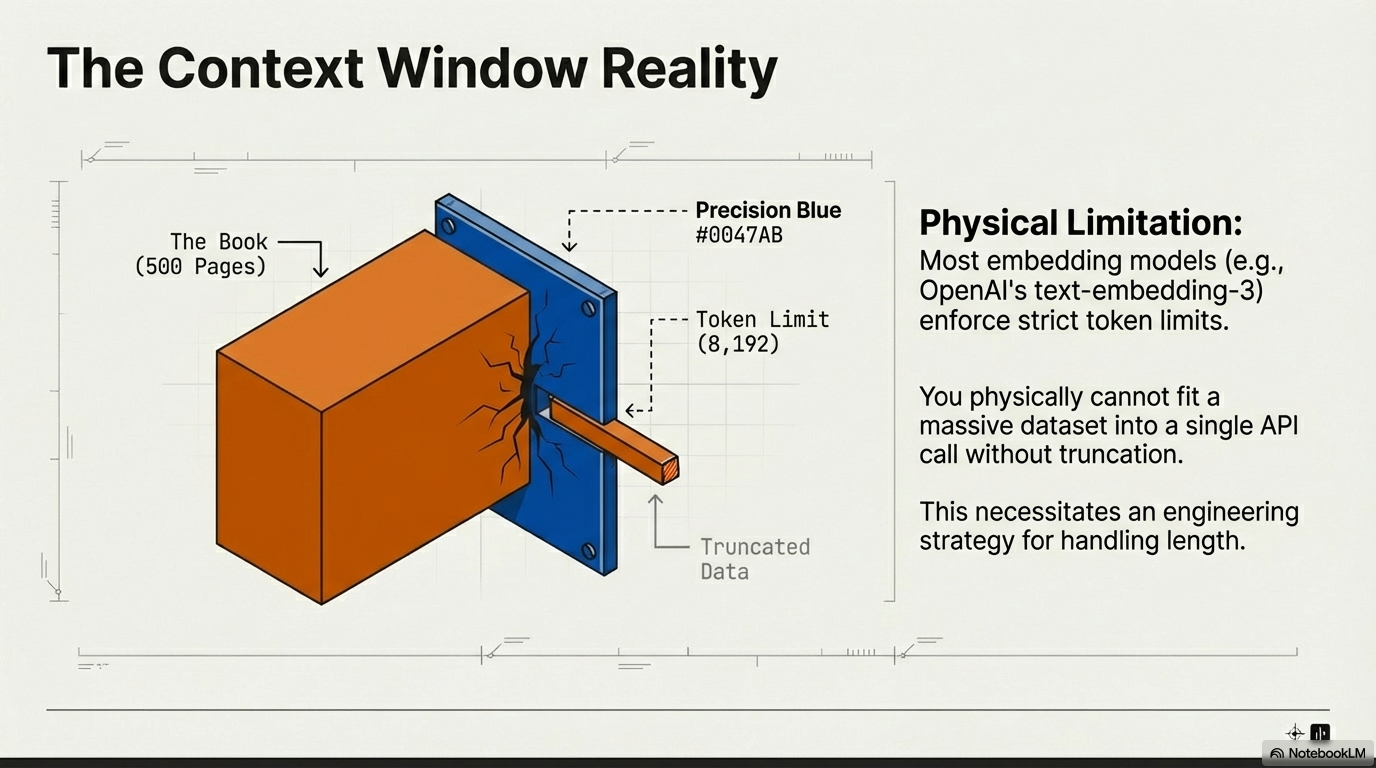 The Context Window Reality
The Book
(500 Pages)
Precision Blue
#0047AB
Token Limit
(8,192)
Truncated
Data
Physical Limitation:
Most embedding models (e.g.,
OpenAI's text-embedding-3)
enforce strict token limits.
You physically cannot fit a
massive dataset into a single API
call without truncation.
This necessitates an engineering
strategy for handling length.
NotebookLM